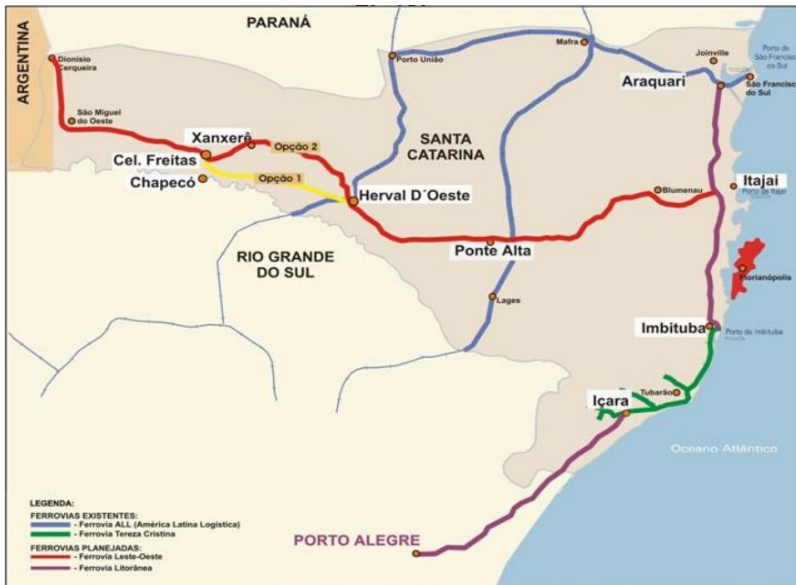 PARANÁ
ARGENTINA
Dionísio
Cerqueira
Porto União
Mafra
Joinville
Porto de
São Francisco
do Sul
Araquari
São Francisco
do Sul
São Miguel
do Oeste
Xanxerê
Opção 2
SANTA
CATARINA
Cel. Freitas
Opção 1
Chapecó
Herval D´Oeste
Blumenau
Itajai
Porto de Itajaí
RIO GRANDE
DO SUL
Ponte Alta
Florianópolis
Lages
Imbituba
Porto de Imbituba
Tubarão
Içara
Oceano Atlântico
PORTO ALEGRE
LEGENDA:
FERROVIAS EXISTENTES:
- Ferrovia ALL (América Latina Logística)
- Ferrovia Tereza Cristina
FERROVIAS PLANEJADAS:
- Ferrovia Leste-Oeste
- Ferrovia Litorânea